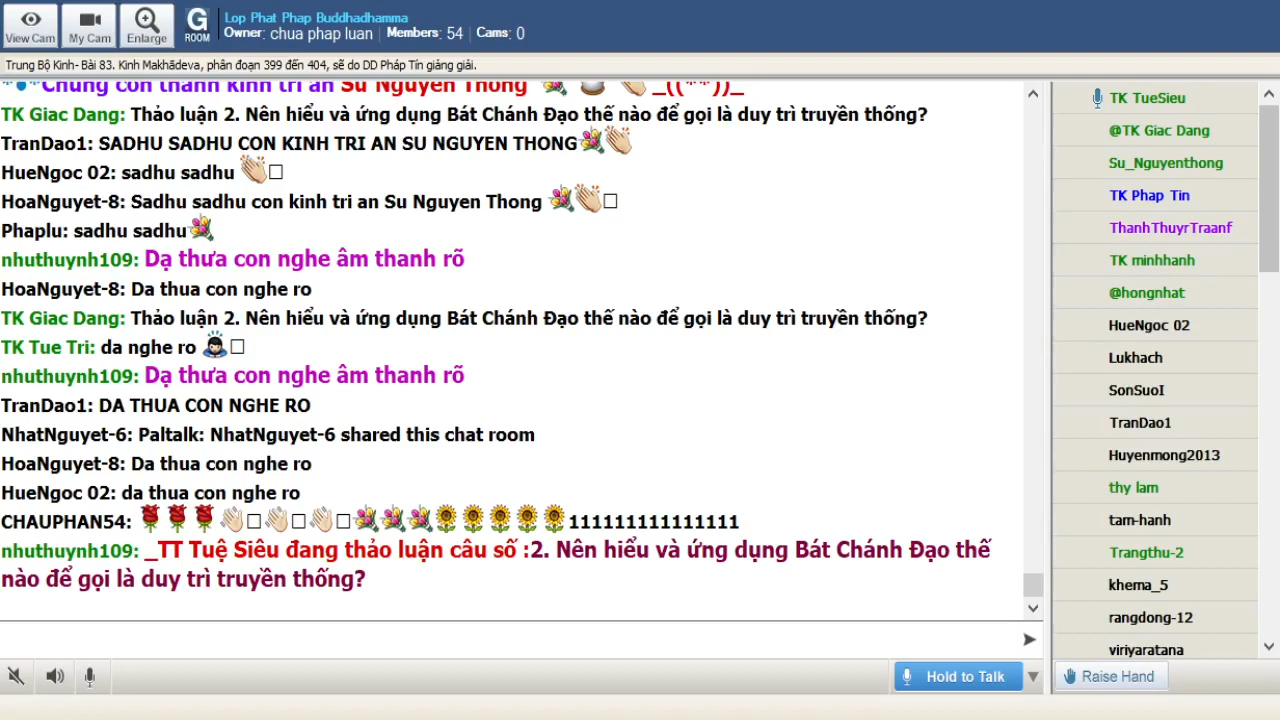 View Cam
My Cam
Enlarge
G
ROOM
Lop Phat Phap Buddhadhamma
Owner: chua phap luan | Members: 54 | Cams: 0
Trung Bộ Kinh- Bài 83. Kinh Makhādeva, phân đoạn 399 đến 404, sẽ do DD Pháp Tín giảng giải.
Su Nguyen Thong _((**))_
TK Giac Dang: Thảo luận 2. Nên hiểu và ứng dụng Bát Chánh Đạo thế nào để gọi là duy trì truyền thống?
TranDao1: SADHU SADHU CON KINH TRI AN SU NGUYEN THONG
HueNgoc 02: sadhu sadhu
HoaNguyet-8: Sadhu sadhu con kinh tri an Su Nguyen Thong
Phaplu: sadhu sadhu
nhuthuynh109: Dạ thưa con nghe âm thanh rõ
HoaNguyet-8: Da thua con nghe ro
TK Giac Dang: Thảo luận 2. Nên hiểu và ứng dụng Bát Chánh Đạo thế nào để gọi là duy trì truyền thống?
TK Tue Tri: da nghe ro
nhuthuynh109: Dạ thưa con nghe âm thanh rõ
TranDao1: DA THUA CON NGHE RO
NhatNguyet-6: Paltalk: NhatNguyet-6 shared this chat room
HoaNguyet-8: Da thua con nghe ro
HueNgoc 02: da thua con nghe ro
CHAUPHAN54: 111111111111111
nhuthuynh109: _TT Tuệ Siêu đang thảo luận câu số :2. Nên hiểu và ứng dụng Bát Chánh Đạo thế
nào để gọi là duy trì truyền thống?
TK TueSieu
@TK Giac Dang
Su_Nguyenthong
TK Phap Tin
ThanhThuyrTraanf
TK minhhanh
@hongnhat
HueNgoc 02
Lukhach
SonSuoI
TranDao1
Huyenmong2013
thy lam
tam-hanh
Trangthu-2
khema_5
rangdong-12
viriyaratana
Hold to Talk
Raise Hand